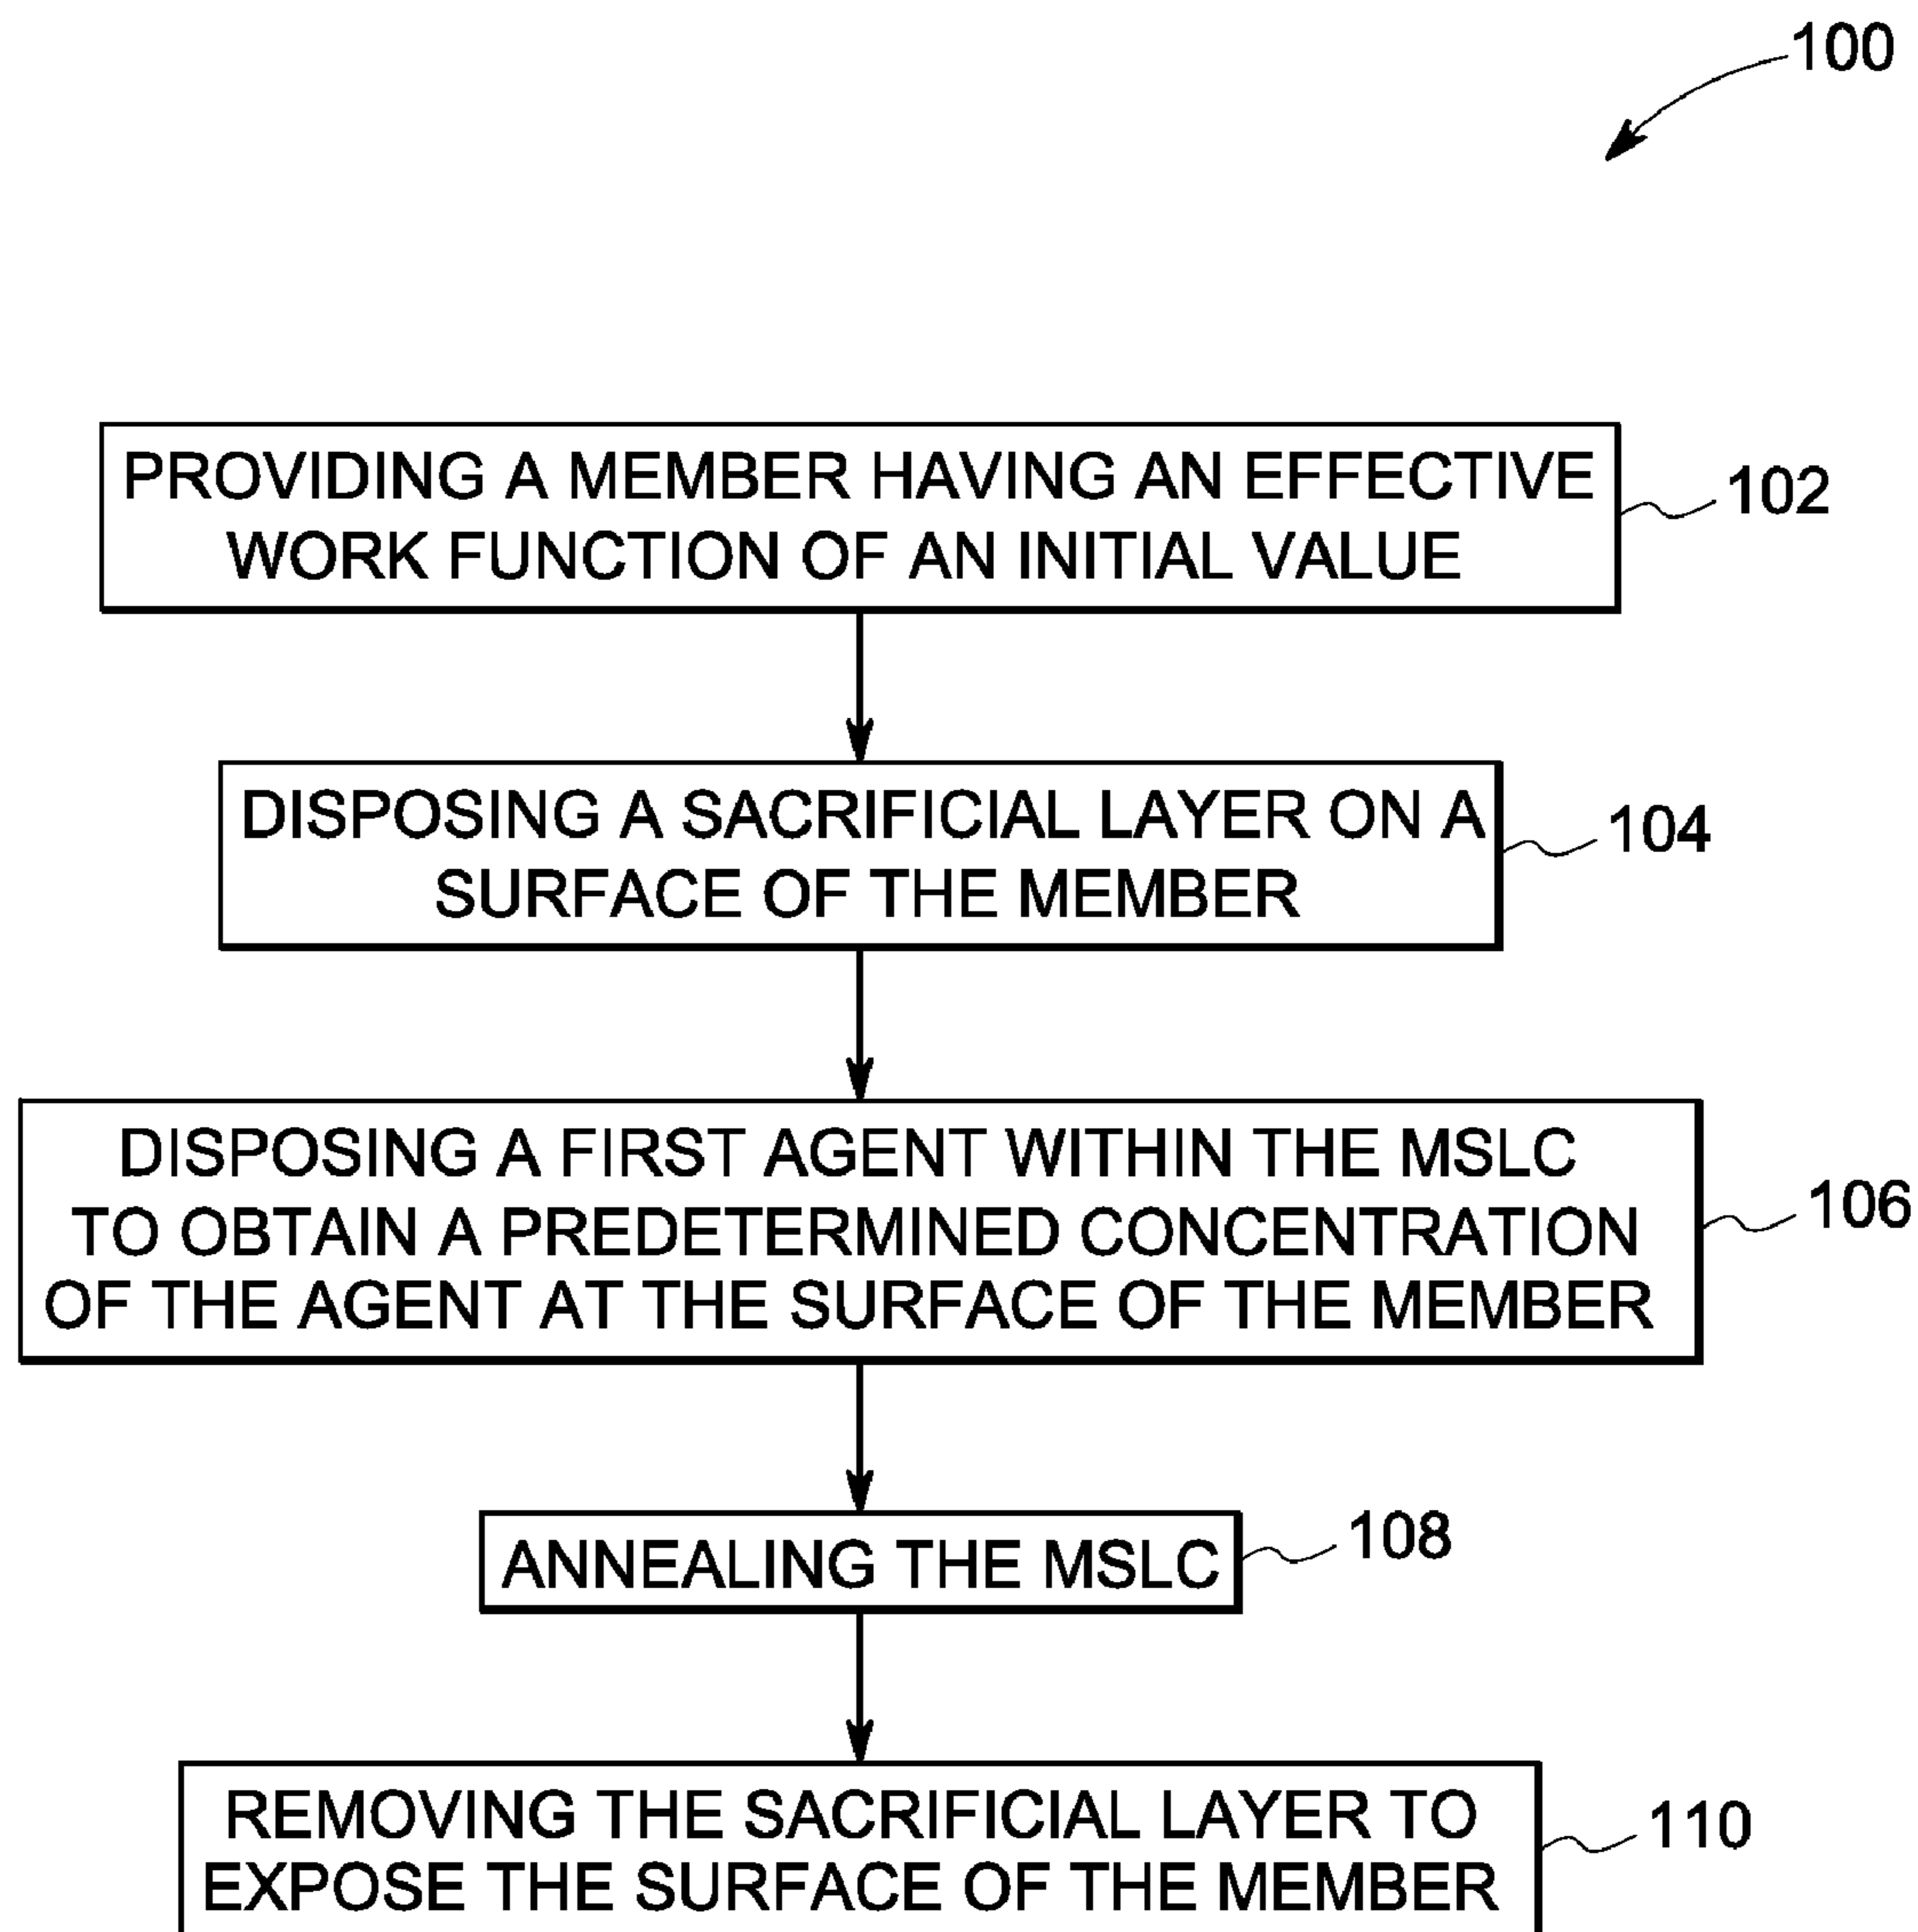 100
PROVIDING A MEMBER HAVING AN EFFECTIVE
WORK FUNCTION OF AN INITIAL VALUE
102
DISPOSING A SACRIFICIAL LAYER ON A
SURFACE OF THE MEMBER
104
DISPOSING A FIRST AGENT WITHIN THE MSLC
TO OBTAIN A PREDETERMINED CONCENTRATION
OF THE AGENT AT THE SURFACE OF THE MEMBER
106
ANNEALING THE MSLC
108
REMOVING THE SACRIFICIAL LAYER TO
EXPOSE THE SURFACE OF THE MEMBER
110